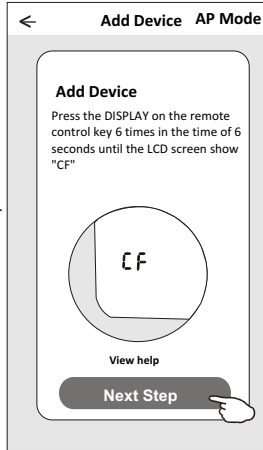 Add Device AP Mode
Add Device
Press the DISPLAY on the remote
control key 6 times in the time of 6
seconds until the LCD screen show
"CF"
CF
View help
Next Step